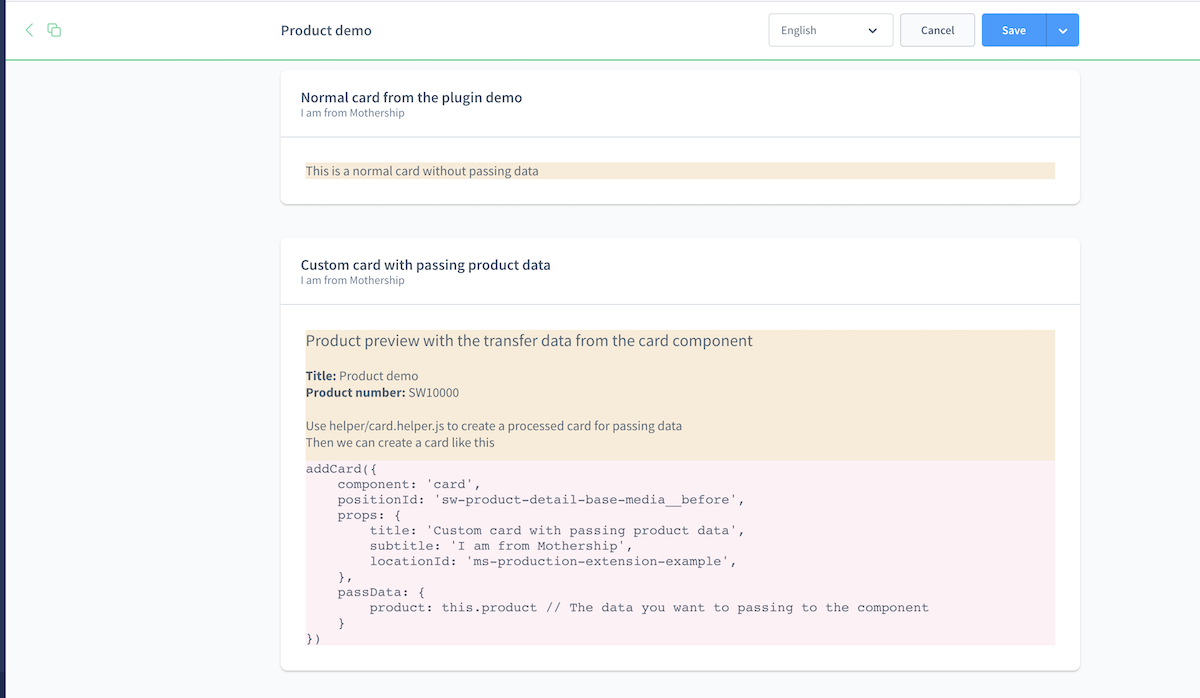 Product demo
English
Cancel
Save
Normal card from the plugin demo
I am from Mothership
This is a normal card without passing data
Custom card with passing product data
I am from Mothership
Product preview with the transfer data from the card component
Title: Product demo
Product number: SW10000
Use helper/card.helper.js to create a processed card for passing data
Then we can create a card like this
addCard({
    component: 'card',
    positionId: 'sw-product-detail-base-media__before',
    props: {
        title: 'Custom card with passing product data',
        subtitle: 'I am from Mothership',
        locationId: 'ms-production-extension-example',
    },
    passData: {
        product: this.product // The data you want to passing to the component
    }
})